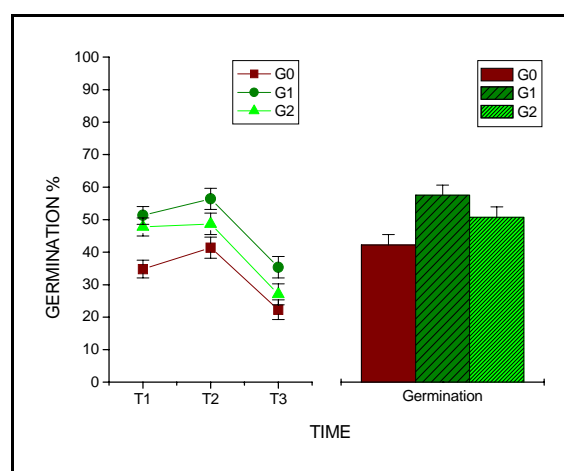 GERMINATION %
100
90
80
70
60
50
40
30
20
10
0
G0
G1
G2
T1
T2
T3
G0
G1
G2
Germination
TIME